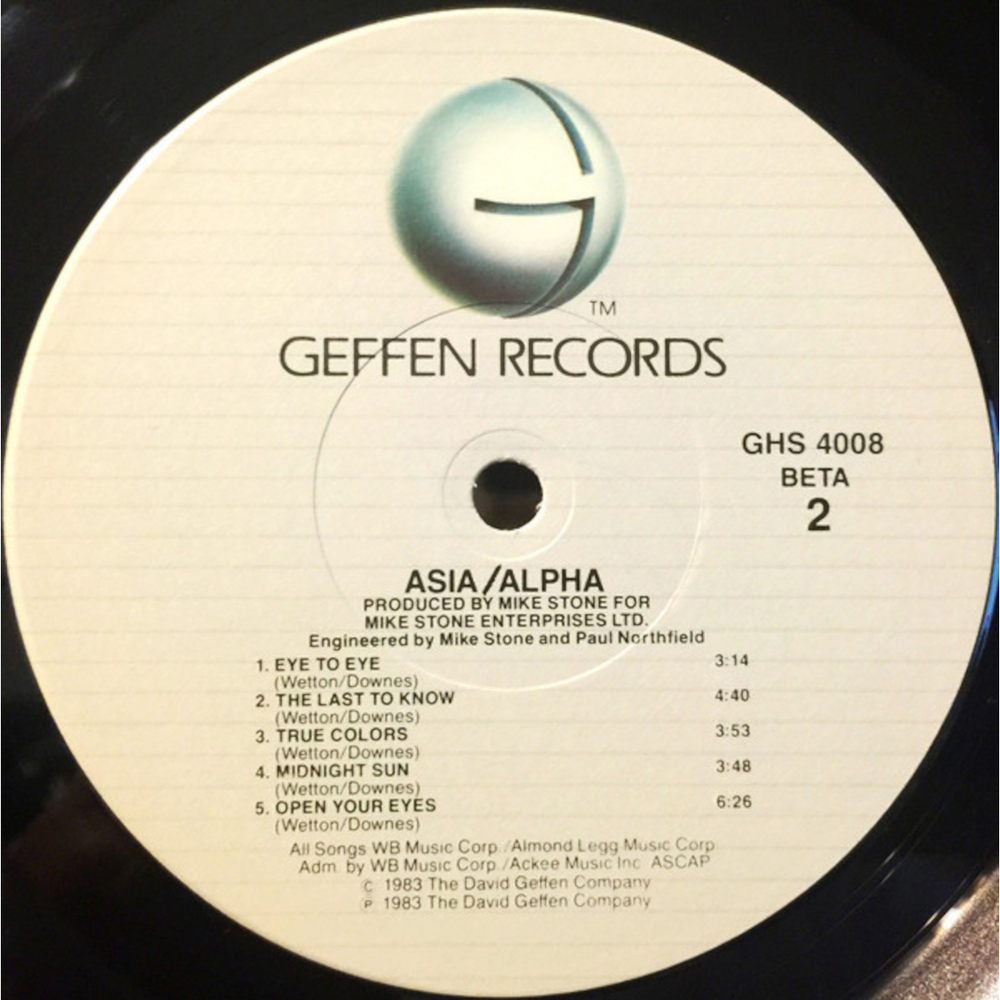 TM
GEFFEN RECORDS
GHS 4008
BETA
2
ASIA/ALPHA
PRODUCED BY MIKE STONE FOR
MIKE STONE ENTERPRISES LTD.
Engineered by Mike Stone and Paul Northfield
1. EYE TO EYE 3:14
(Wetton/Downes)
2. THE LAST TO KNOW 4:40
(Wetton/Downes)
3. TRUE COLORS 3:53
(Wetton/Downes)
4. MIDNIGHT SUN 3:48
(Wetton/Downes)
5. OPEN YOUR EYES 6:26
(Wetton/Downes)
All Songs WB Music Corp./Almond Legg Music Corp.
Adm. by WB Music Corp./Ackee Music Inc. ASCAP
© 1983 The David Geffen Company
℗ 1983 The David Geffen Company